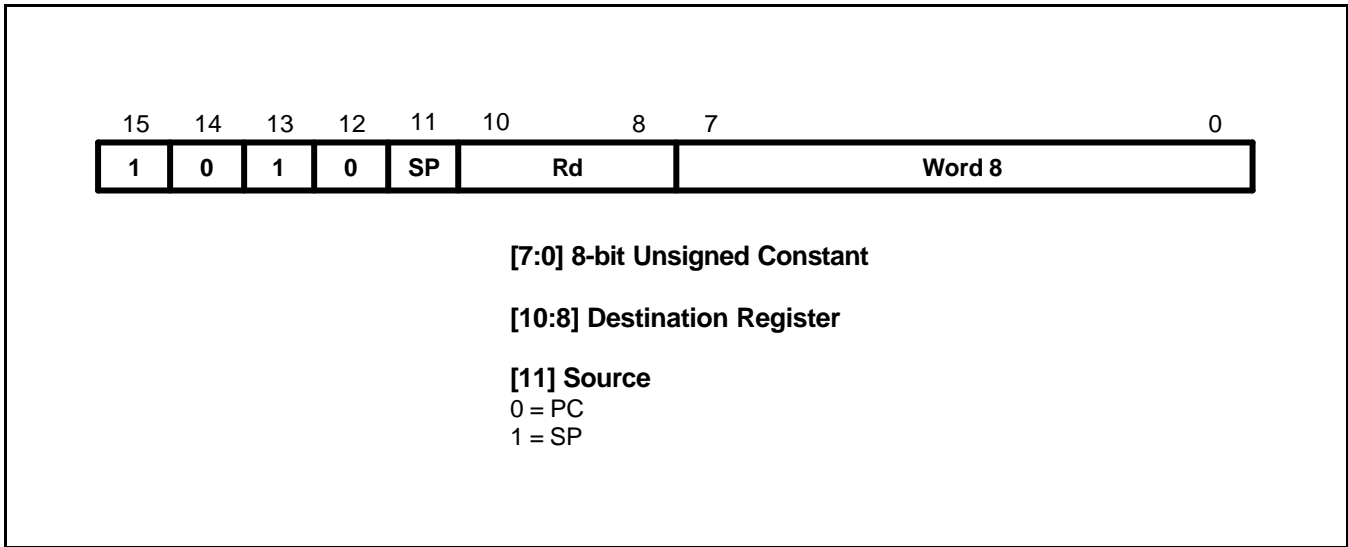 15 14 13 12 11 10 8 7 0
1 0 1 0 SP Rd Word 8
[7:0] 8-bit Unsigned Constant
[10:8] Destination Register
[11] Source
0 = PC
1 = SP